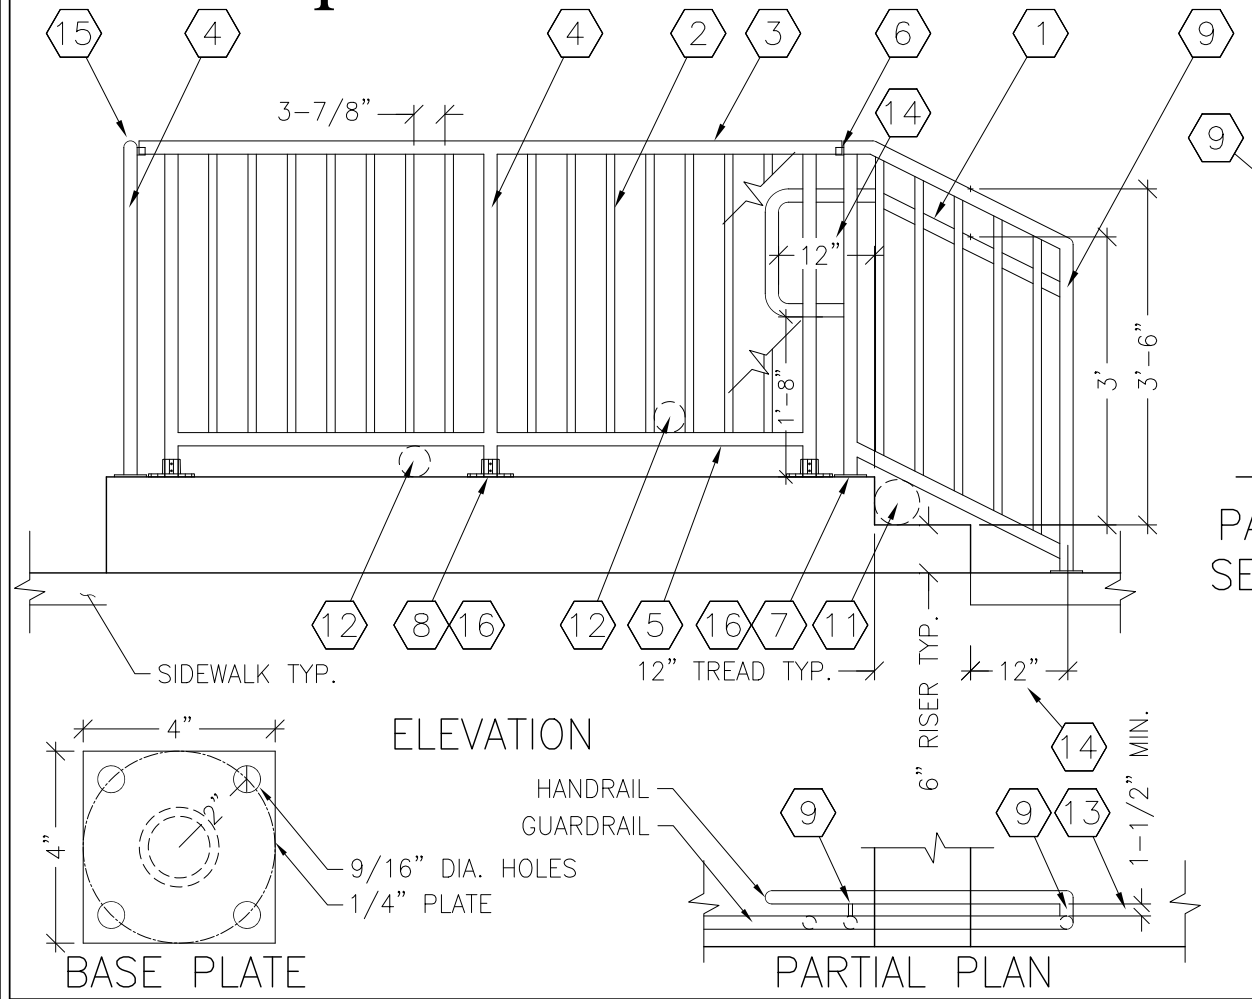 15 4 4 2 3 6 1 9
3-7/8"
14
9
12"
1'-8"
3'
3'-6"
12 8 16 12 5 16 7 11
SIDEWALK TYP.
12" TREAD TYP.
12"
6" RISER TYP.
14
1-1/2" MIN.
ELEVATION
4"
4"
2"
9/16" DIA. HOLES
1/4" PLATE
BASE PLATE
HANDRAIL
GUARDRAIL
9 9 13
PARTIAL PLAN